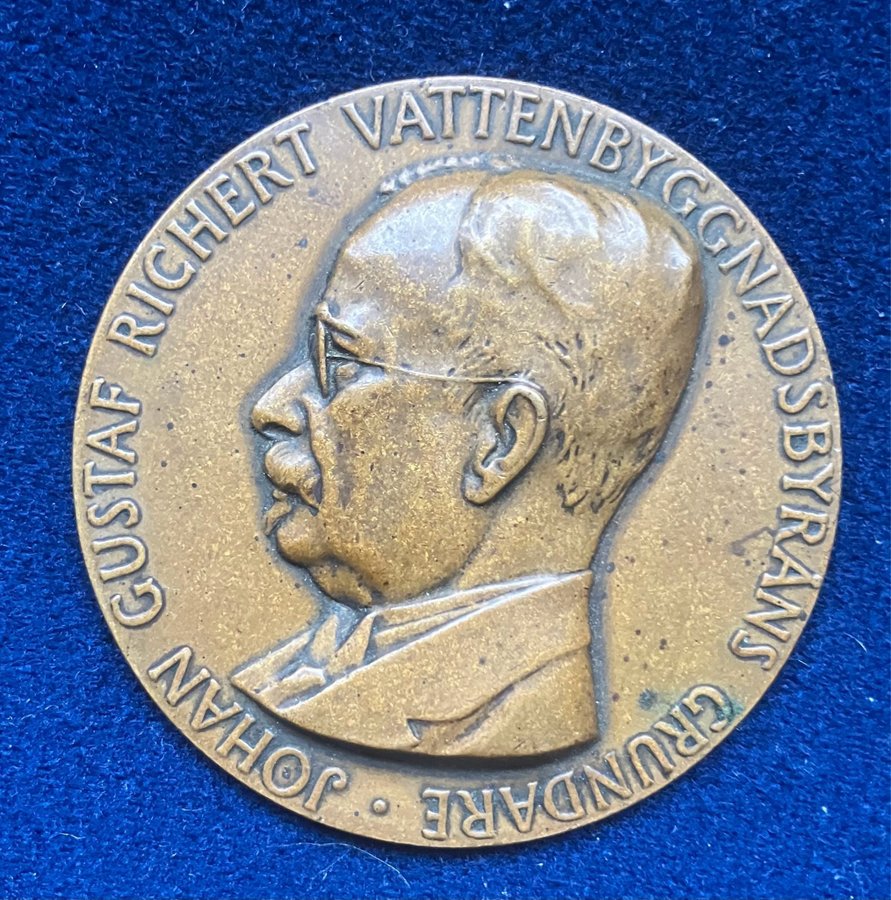 JOHAN GUSTAF RICHERT VATTENBYGGNADSBYRÅNS GRUNDARE ·